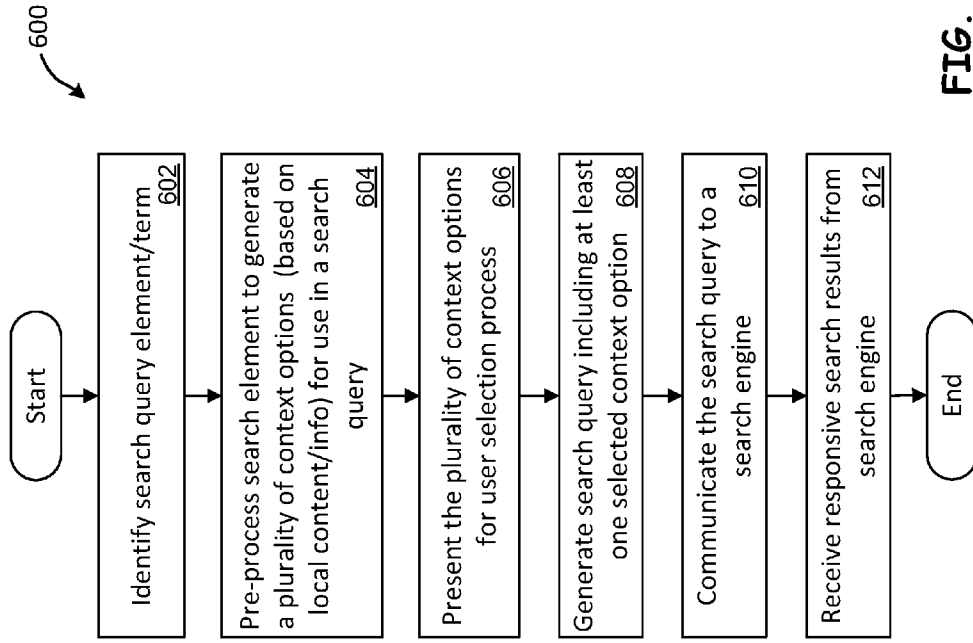 600
Start
Identify search query element/term
602
Pre-process search element to generate
a plurality of context options (based on
local content/info) for use in a search
query
604
Present the plurality of context options
for user selection process
606
Generate search query including at least
one selected context option
608
Communicate the search query to a
search engine
610
Receive responsive search results from
search engine
612
End
FIG.